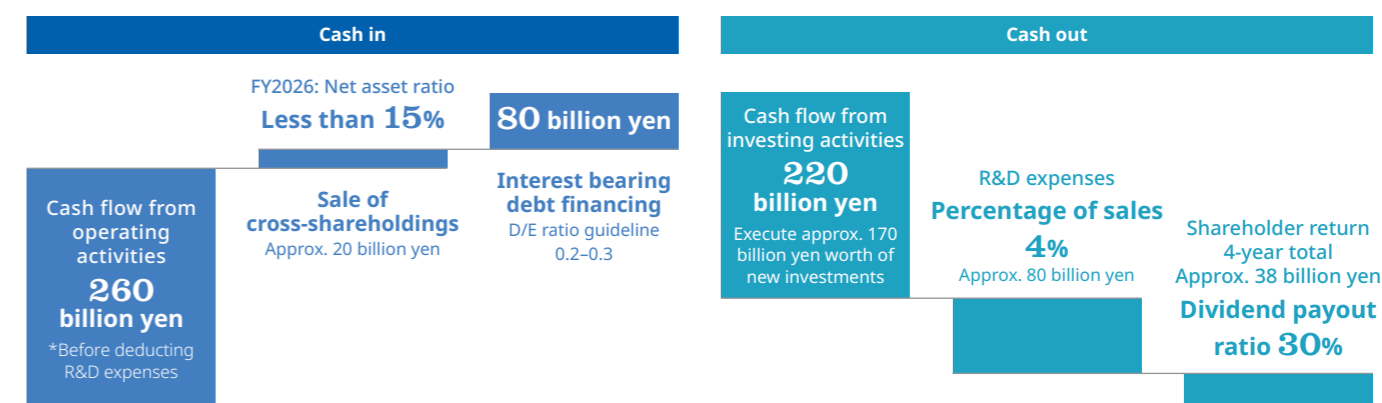 Cash in
FY2026: Net asset ratio
Less than 15%
80 billion yen
Cash flow from
operating
activities
260
billion yen
*Before deducting
R&D expenses
Sale of
cross-shareholdings
Approx. 20 billion yen
Interest bearing
debt financing
D/E ratio guideline
0.2–0.3
Cash out
Cash flow from
investing activities
220
billion yen
Execute approx. 170
billion yen worth of
new investments
R&D expenses
Percentage of sales
4%
Approx. 80 billion yen
Shareholder return
4-year total
Approx. 38 billion yen
Dividend payout
ratio 30%